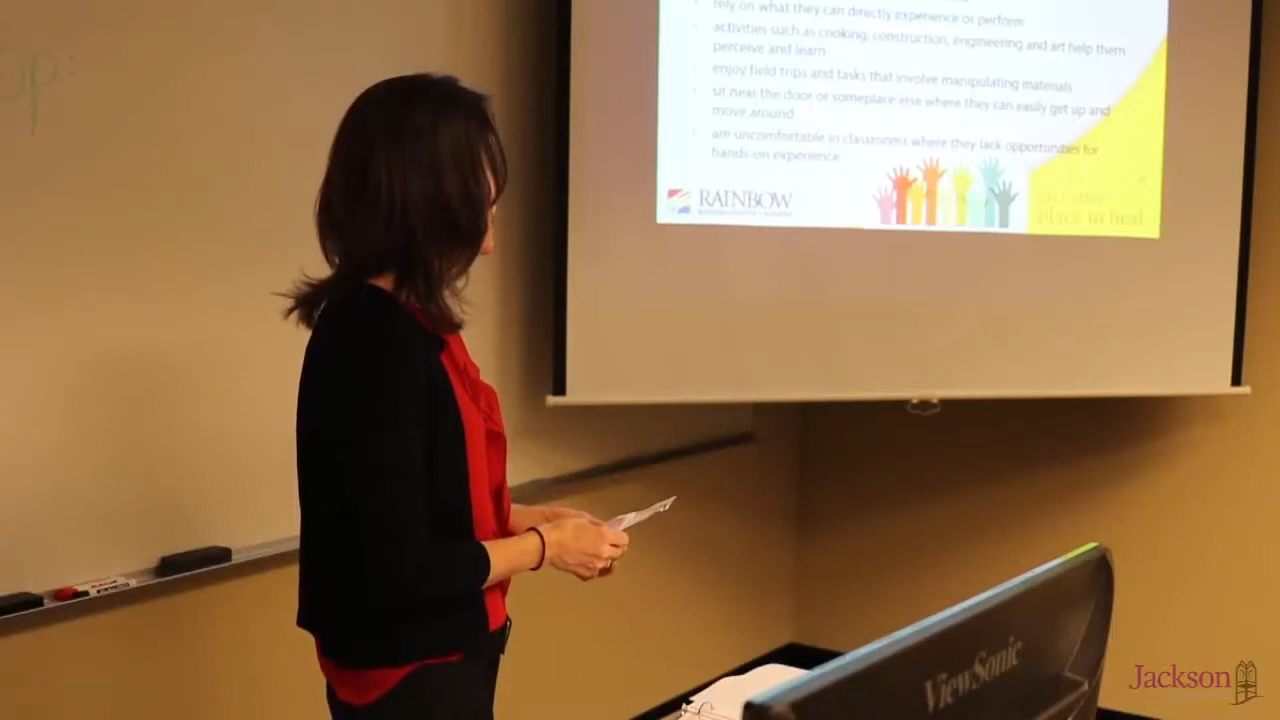 op:
rely on what they can directly experience or perform
activities such as cooking, construction, engineering and art help them
perceive and learn
enjoy field trips and tasks that involve manipulating materials
sit near the door or someplace else where they can easily get up and
move around
are uncomfortable in classrooms where they lack opportunities for
hands-on experience
RAINBOW
place to heal
ViewSonic
Jackson